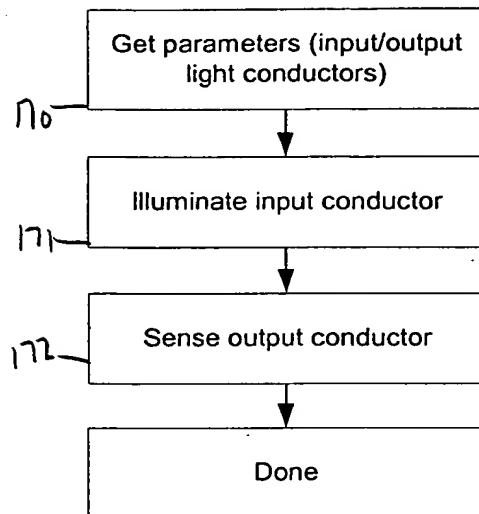 Get parameters (input/output
light conductors)
170
Illuminate input conductor
171
Sense output conductor
172
Done